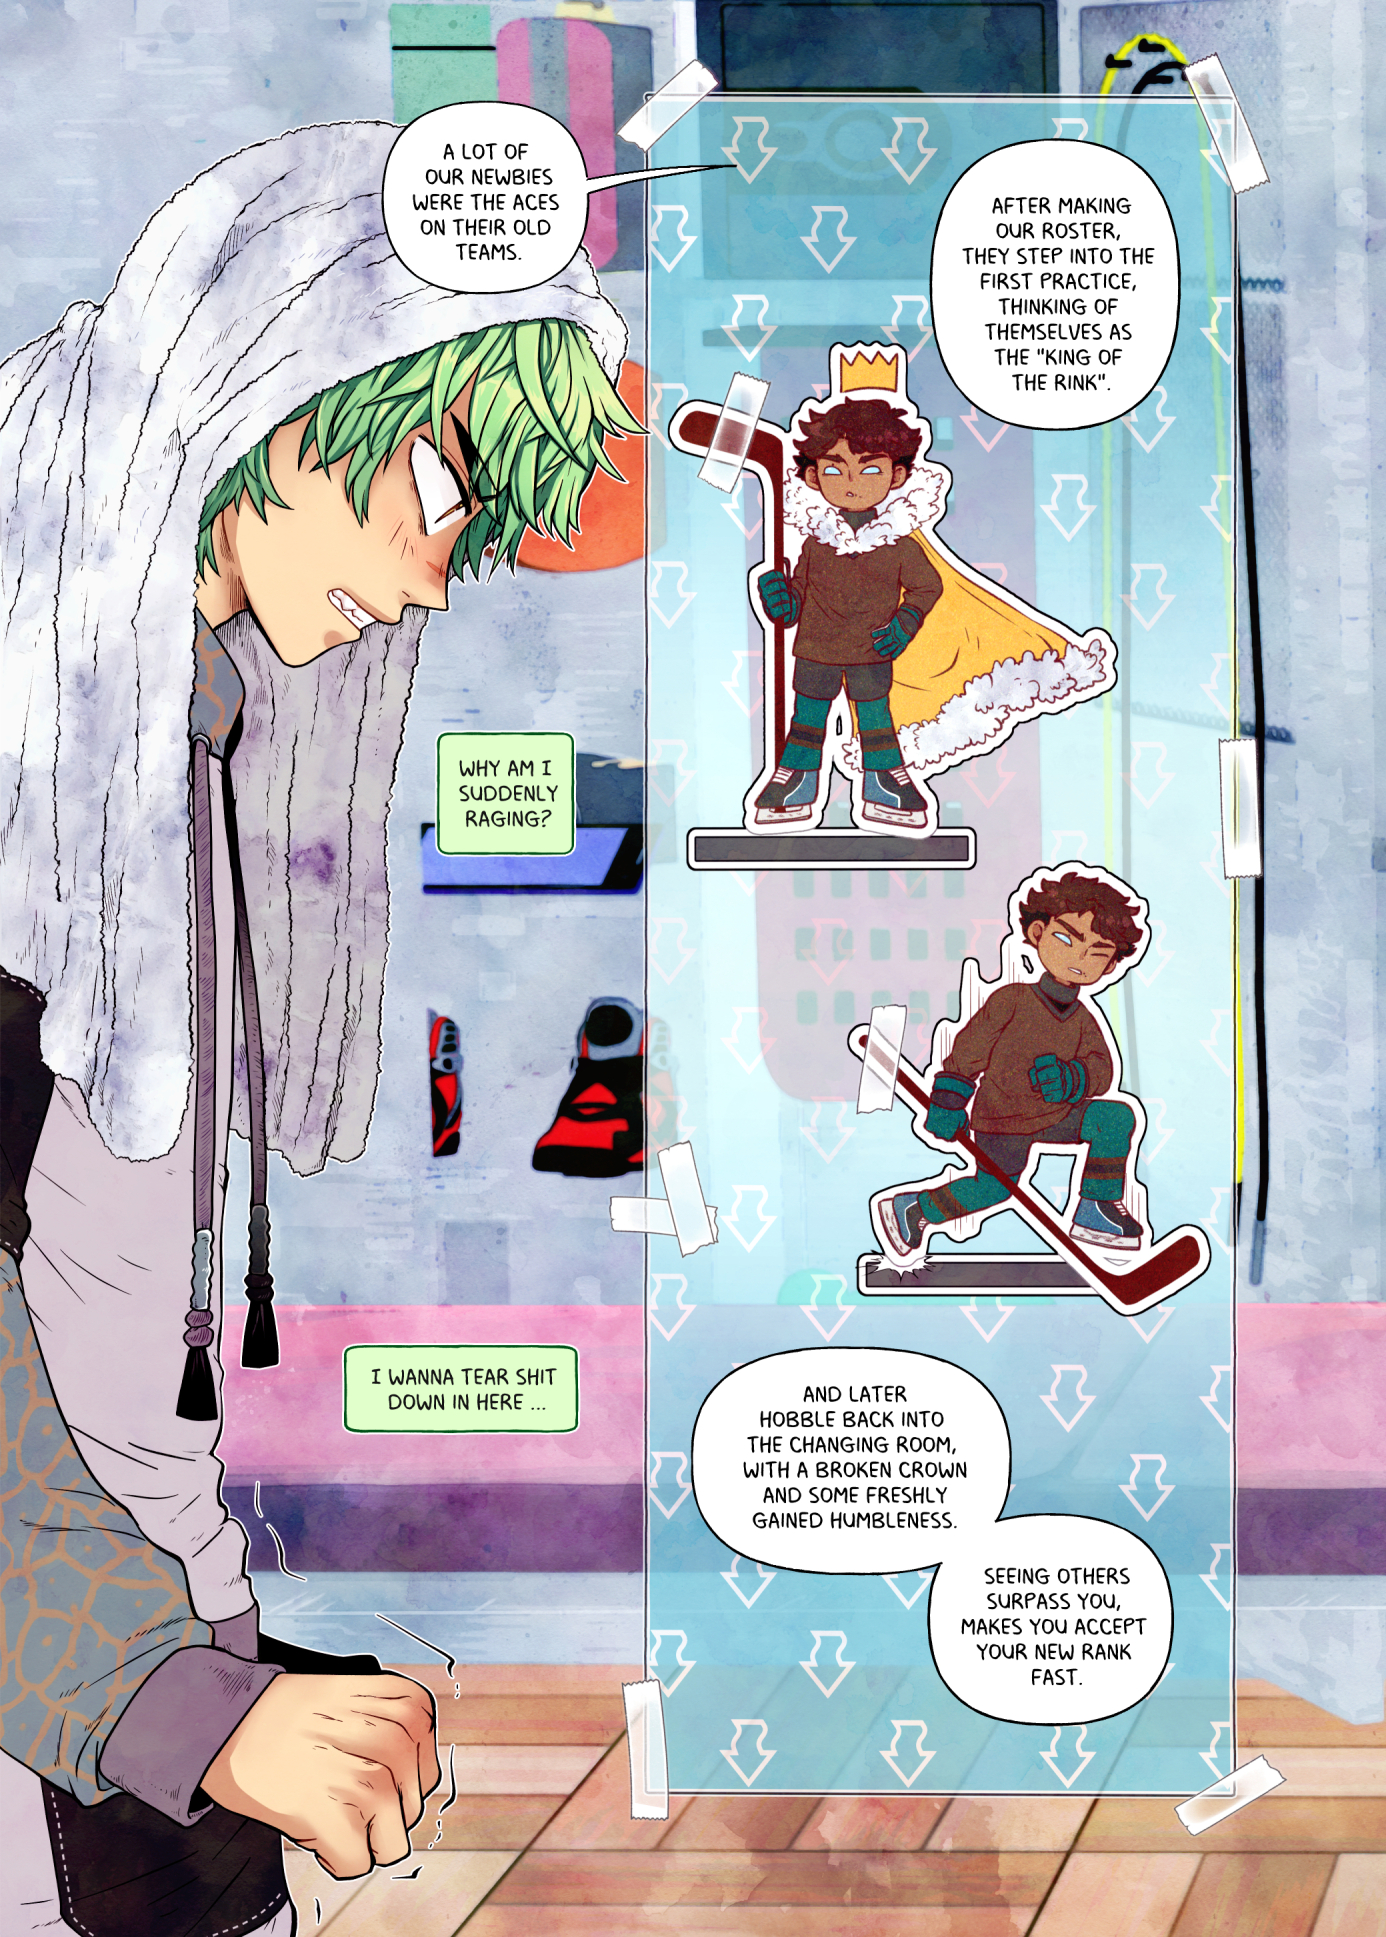 A LOT OF
OUR NEWBIES
WERE THE ACES
ON THEIR OLD
TEAMS.
AFTER MAKING
OUR ROSTER,
THEY STEP INTO THE
FIRST PRACTICE,
THINKING OF
THEMSELVES AS
THE "KING OF
THE RINK".
WHY AM I
SUDDENLY
RAGING?
I WANNA TEAR SHIT
DOWN IN HERE ...
AND LATER
HOBBLE BACK INTO
THE CHANGING ROOM,
WITH A BROKEN CROWN
AND SOME FRESHLY
GAINED HUMBLENESS.
SEEING OTHERS
SURPASS YOU,
MAKES YOU ACCEPT
YOUR NEW RANK
FAST.